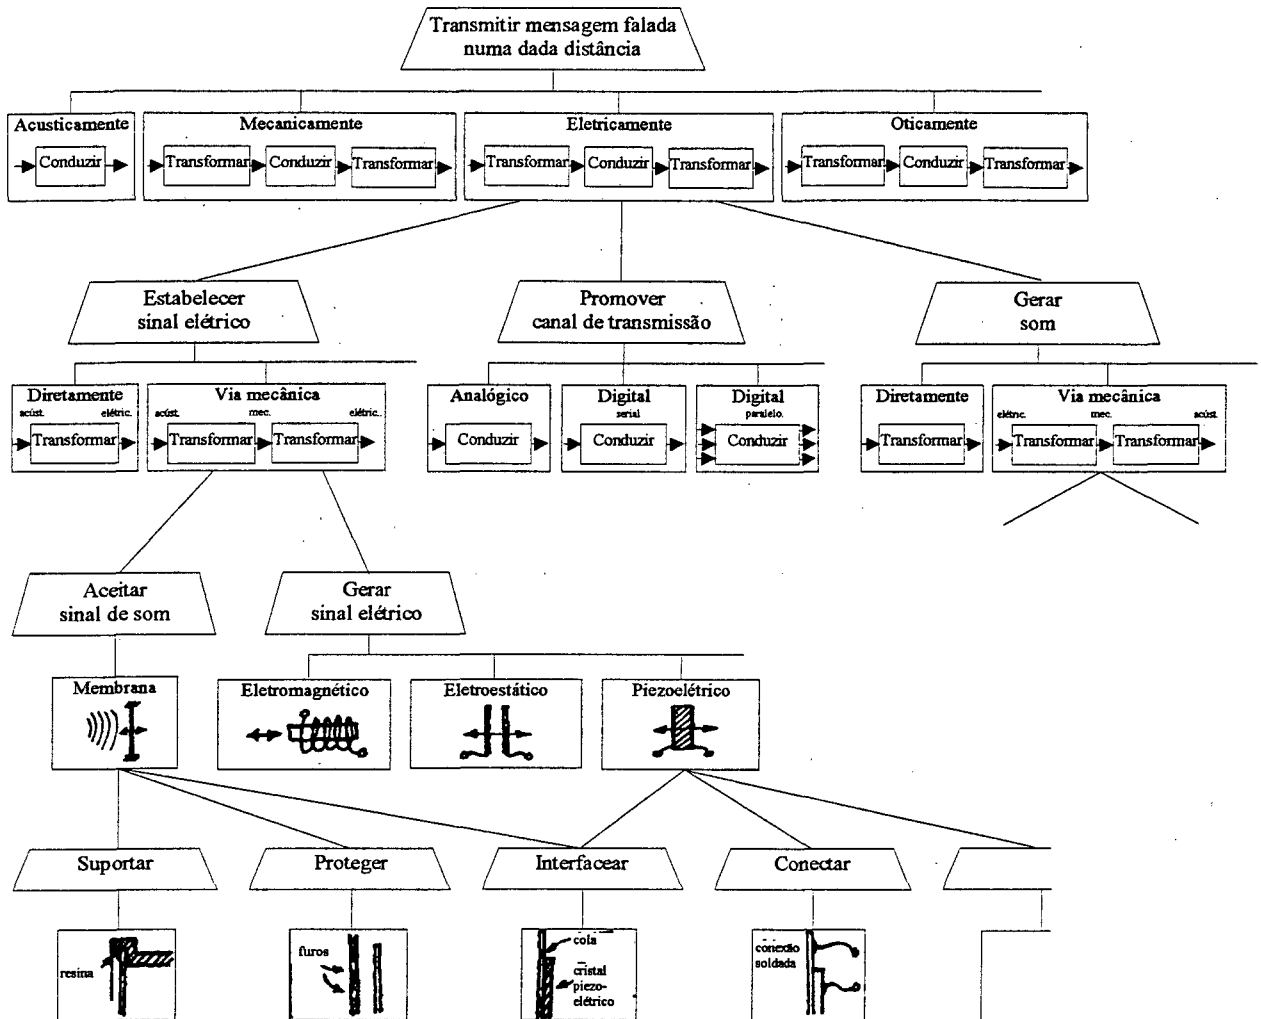 Transmitir mensagem falada
numa dada distância
Acusticamente
Conduzir
Mecanicamente
Transformar
Conduzir
Transformar
Eletricamente
Transformar
Conduzir
Transformar
Oticamente
Transformar
Conduzir
Transformar
Estabelecer
sinal elétrico
Promover
canal de transmissão
Gerar
som
Diretamente
acúst. elétric.
Transformar
Via mecânica
acúst. mec. elétric..
Transformar
Transformar
Analógico
Conduzir
Digital
serial
Conduzir
Digital
paralelo.
Conduzir
Diretamente
Transformar
Via mecânica
elétric. mec. acúst.
Transformar
Transformar
Aceitar
sinal de som
Gerar
sinal elétrico
Membrana
Eletromagnético
Eletroestático
Piezoelétrico
Suportar
Proteger
Interfacear
Conectar
resina
furos
cola
cristal
piezo-
elétrico
conexão
soldada